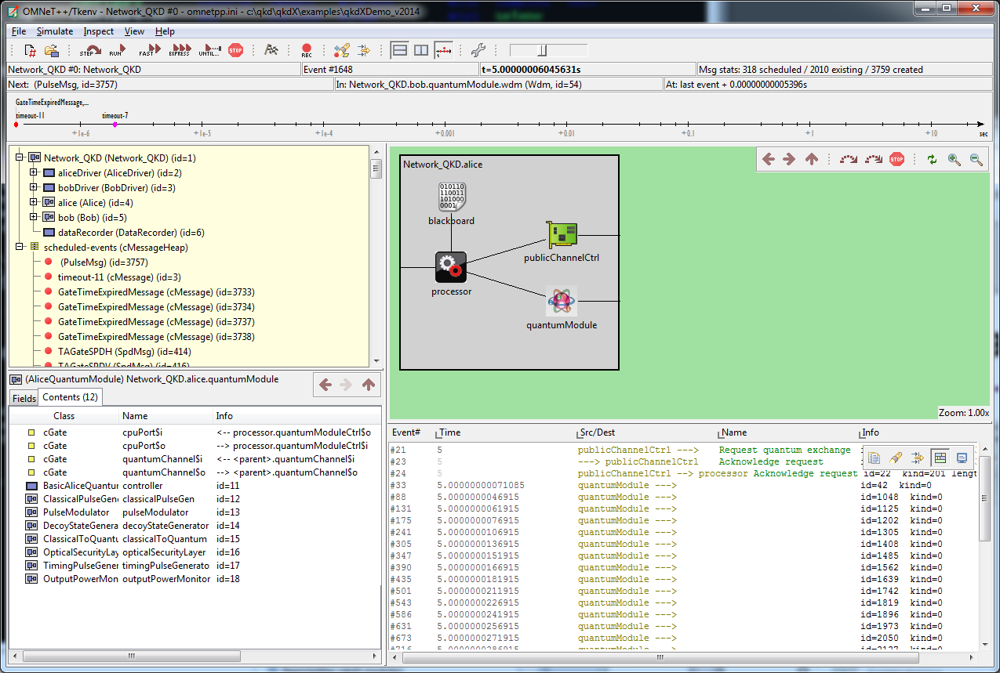 OMNeT++/Tkenv - Network_QKD #0 - omnetpp.ini - c:\qkd\qkdX\examples\qkdXDemo_v2014
File Simulate Inspect View Help
STEP RUN FAST EXPRESS UNTIL... STOP REC
Network_QKD #0: Network_QKD Event #1648 t=5.00000006045631s Msg stats: 318 scheduled / 2010 existing / 3759 created
Next: (PulseMsg, id=3757) In: Network_QKD.bob.quantumModule.wdm (Wdm, id=54) At: last event + 0.00000000005396s
GateTimeExpiredMessage,...
timeout-11 timeout-7
+1e-6 +1e-5 +1e-4 +0.001 +0.01 +0.1 +1 +10 sec
Network_QKD (Network_QKD) (id=1)
aliceDriver (AliceDriver) (id=2)
bobDriver (BobDriver) (id=3)
alice (Alice) (id=4)
bob (Bob) (id=5)
dataRecorder (DataRecorder) (id=6)
scheduled-events (cMessageHeap)
(PulseMsg) (id=3757)
timeout-11 (cMessage) (id=3)
GateTimeExpiredMessage (cMessage) (id=3733)
GateTimeExpiredMessage (cMessage) (id=3734)
GateTimeExpiredMessage (cMessage) (id=3737)
GateTimeExpiredMessage (cMessage) (id=3738)
TAGateSPDH (SpdMsg) (id=414)
TAGateSPDV (SpdMsg) (id=416)
Network_QKD.alice
STOP
010110
110011
101000
0001
blackboard
publicChannelCtrl
processor
quantumModule
Zoom: 1.00x
(AliceQuantumModule) Network_QKD.alice.quantumModule
Fields Contents (12)
Class Name Info
cGate cpuPort$i <-- processor.quantumModuleCtrl$o
cGate cpuPort$o --> processor.quantumModuleCtrl$i
cGate quantumChannel$i <-- <parent>.quantumChannel$i
cGate quantumChannel$o --> <parent>.quantumChannel$o
BasicAliceQuantu controller id=11
ClassicalPulseGene classicalPulseGen id=12
PulseModulator pulseModulator id=13
DecoyStateGenera decoyStateGenerator id=14
ClassicalToQuantu classicalToQuantum id=15
OpticalSecurityLay opticalSecurityLayer id=16
TimingPulseGener timingPulseGenerato id=17
OutputPowerMon outputPowerMonitor id=18
Event# Time Src/Dest Name Info
#21 5 publicChannelCtrl ---> Request quantum exchange
#23 5 ---> publicChannelCtrl Acknowledge request
#24 5 publicChannelCtrl --> processor Acknowledge request id=22 kind=201 lengt
#33 5.00000000071085 quantumModule ---> id=42 kind=0
#88 5.0000000046915 quantumModule ---> id=1048 kind=0
#131 5.0000000061915 quantumModule ---> id=1125 kind=0
#175 5.0000000076915 quantumModule ---> id=1202 kind=0
#241 5.0000000106915 quantumModule ---> id=1305 kind=0
#305 5.0000000136915 quantumModule ---> id=1408 kind=0
#347 5.0000000151915 quantumModule ---> id=1485 kind=0
#390 5.0000000166915 quantumModule ---> id=1562 kind=0
#435 5.0000000181915 quantumModule ---> id=1639 kind=0
#501 5.0000000211915 quantumModule ---> id=1742 kind=0
#543 5.0000000226915 quantumModule ---> id=1819 kind=0
#586 5.0000000241915 quantumModule ---> id=1896 kind=0
#631 5.0000000256915 quantumModule ---> id=1973 kind=0
#673 5.0000000271915 quantumModule ---> id=2050 kind=0
#716 5.0000000286915 quantumModule ---> id=2127 kind=0